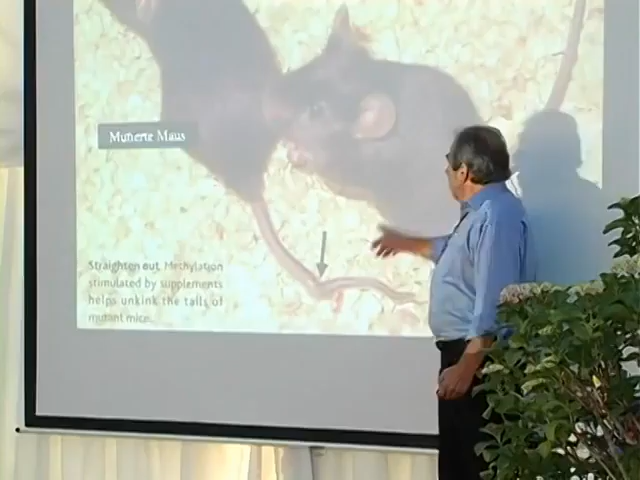 Mutierte Maus
Straighten out. Methylation
stimulated by supplements
helps unkink the tails of
mutant mice.